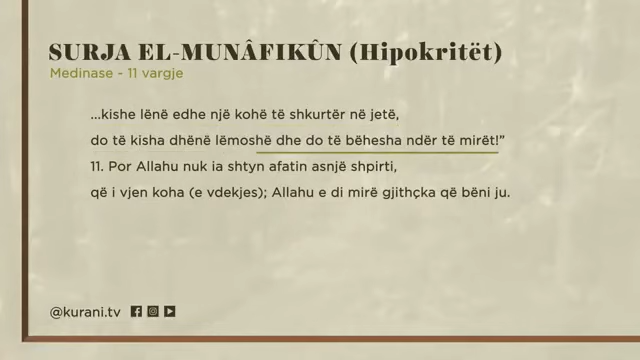 SURJA EL-MUNÂFIKÛN (Hipokritët)
Medinase - 11 vargje
...kishe lënë edhe një kohë të shkurtër në jetë,
do të kisha dhënë lëmoshë dhe do të bëhesha ndër të mirët!”
11. Por Allahu nuk ia shtyn afatin asnjë shpirti,
që i vjen koha (e vdekjes); Allahu e di mirë gjithçka që bëni ju.
@kurani.tv